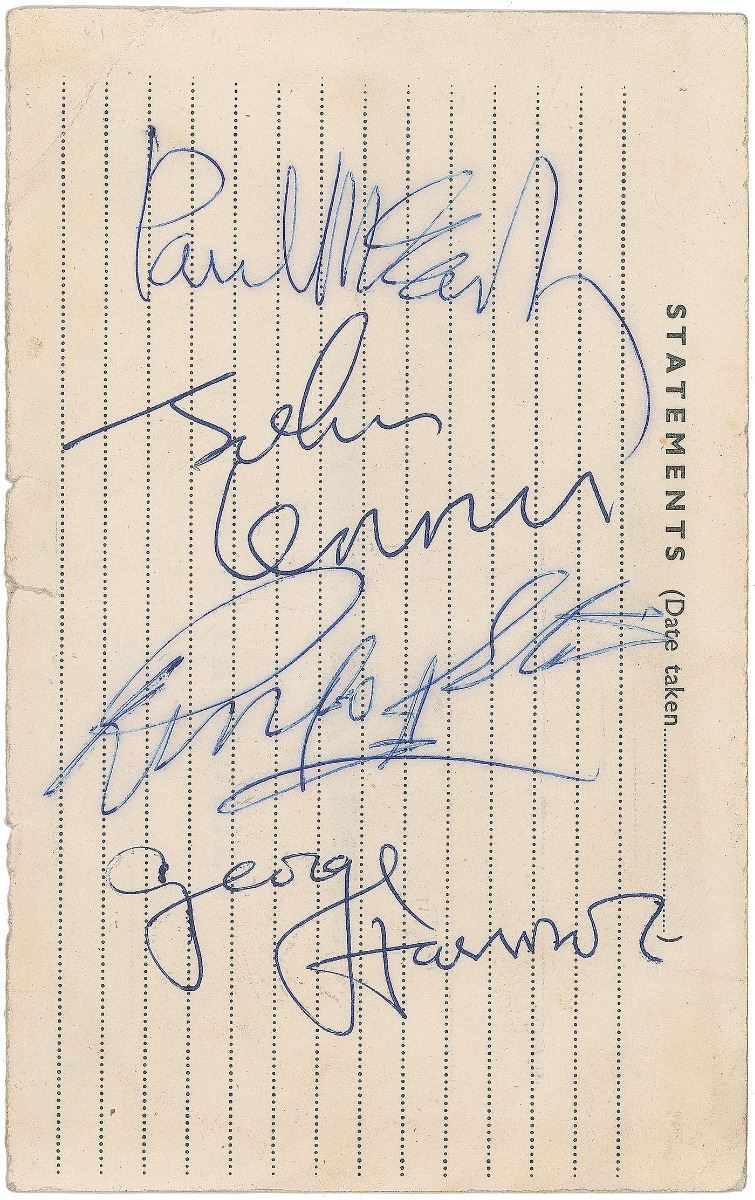 Paul McCartney
John
Lennon
Ringo Starr
George
Harrison
STATEMENTS (Date taken